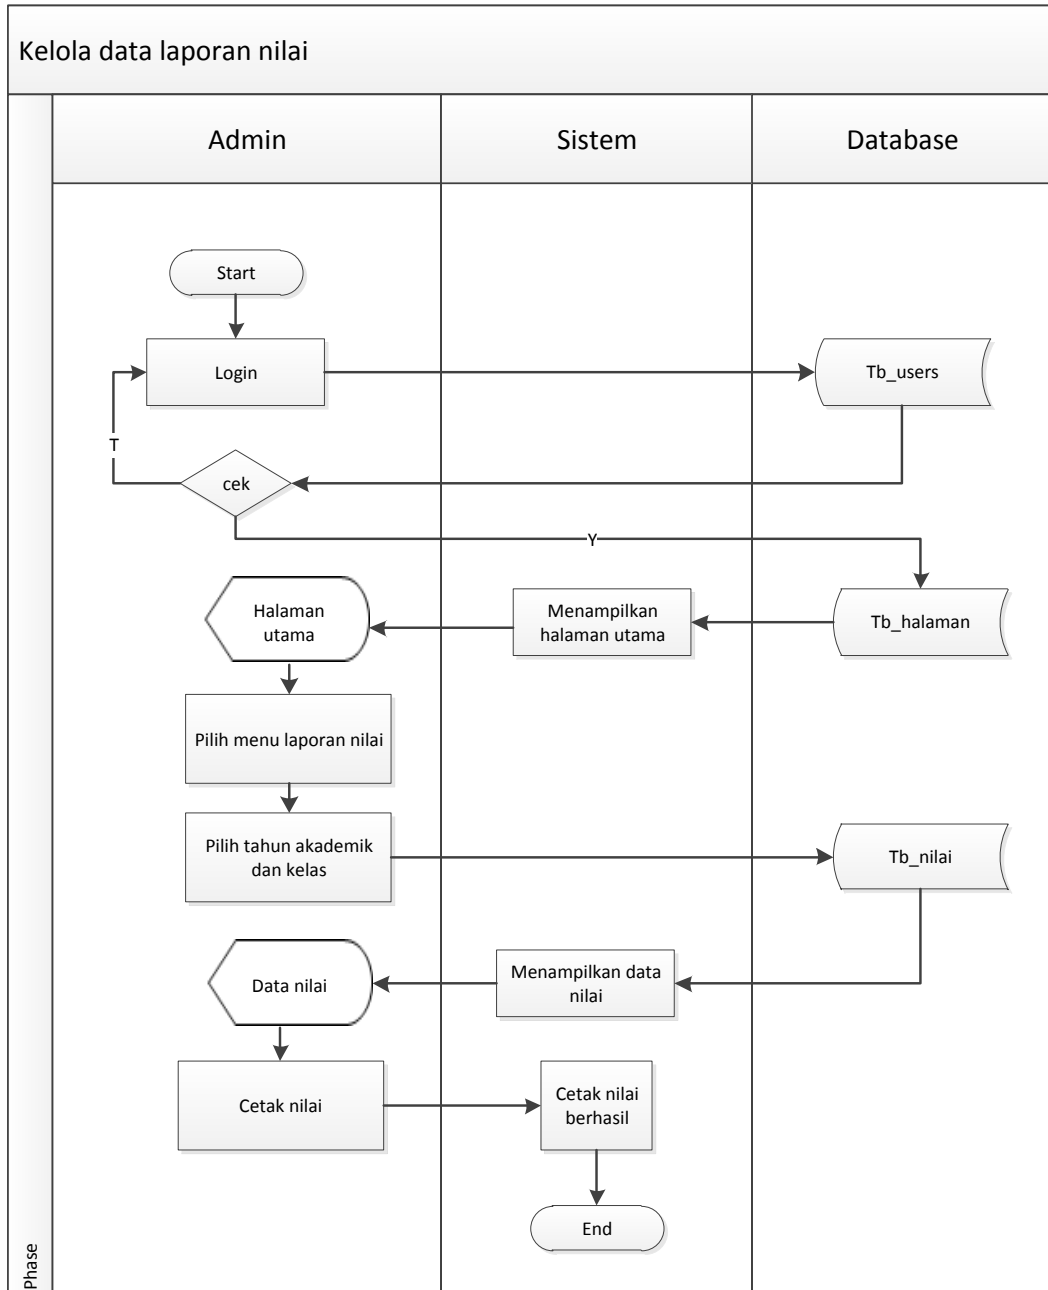 Kelola data laporan nilai
Admin
Sistem
Database
Start
Login
Tb_users
T
cek
Y
Halaman
utama
Menampilkan
halaman utama
Tb_halaman
Pilih menu laporan nilai
Pilih tahun akademik
dan kelas
Tb_nilai
Data nilai
Menampilkan data
nilai
Cetak nilai
Cetak nilai
berhasil
End
Phase